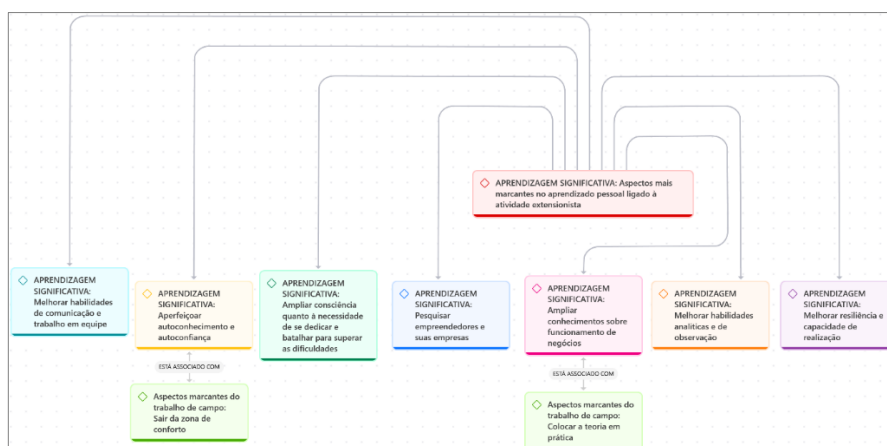 APRENDIZAGEM SIGNIFICATIVA: Aspectos mais
marcantes no aprendizado pessoal ligado à
atividade extensionista
APRENDIZAGEM
SIGNIFICATIVA:
Melhorar habilidades
de comunicação e
trabalho em equipe
APRENDIZAGEM
SIGNIFICATIVA:
Aperfeiçoar
autoconhecimento e
autoconfiança
APRENDIZAGEM
SIGNIFICATIVA:
Ampliar consciência
quanto à necessidade
de se dedicar e
batalhar para superar
as dificuldades
APRENDIZAGEM
SIGNIFICATIVA:
Pesquisar
empreendedores e
suas empresas
APRENDIZAGEM
SIGNIFICATIVA:
Ampliar
conhecimentos sobre
funcionamento de
negócios
APRENDIZAGEM
SIGNIFICATIVA:
Melhorar habilidades
analíticas e de
observação
APRENDIZAGEM
SIGNIFICATIVA:
Melhorar resiliência e
capacidade de
realização
ESTÁ ASSOCIADO COM
ESTÁ ASSOCIADO COM
Aspectos marcantes do
trabalho de campo:
Sair da zona de
conforto
Aspectos marcantes do
trabalho de campo:
Colocar a teoria em
prática